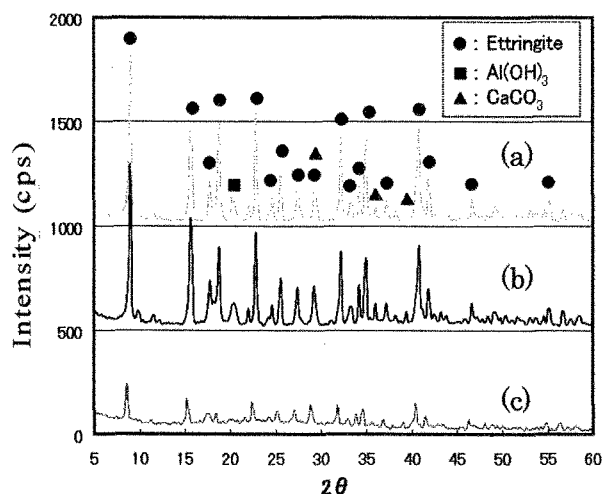 2000
1500
1000
500
0
Intensity (cps)
● : Ettringite
■ : Al(OH)₃
▲ : CaCO₃
(a)
(b)
(c)
5 10 15 20 25 30 35 40 45 50 55 60
2θ